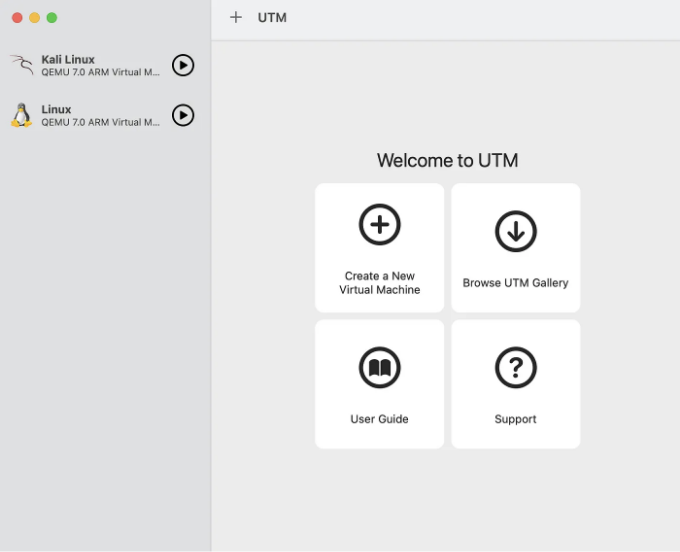 UTM
Kali Linux
QEMU 7.0 ARM Virtual M...
Linux
QEMU 7.0 ARM Virtual M...
Welcome to UTM
Create a New
Virtual Machine
Browse UTM Gallery
User Guide
Support